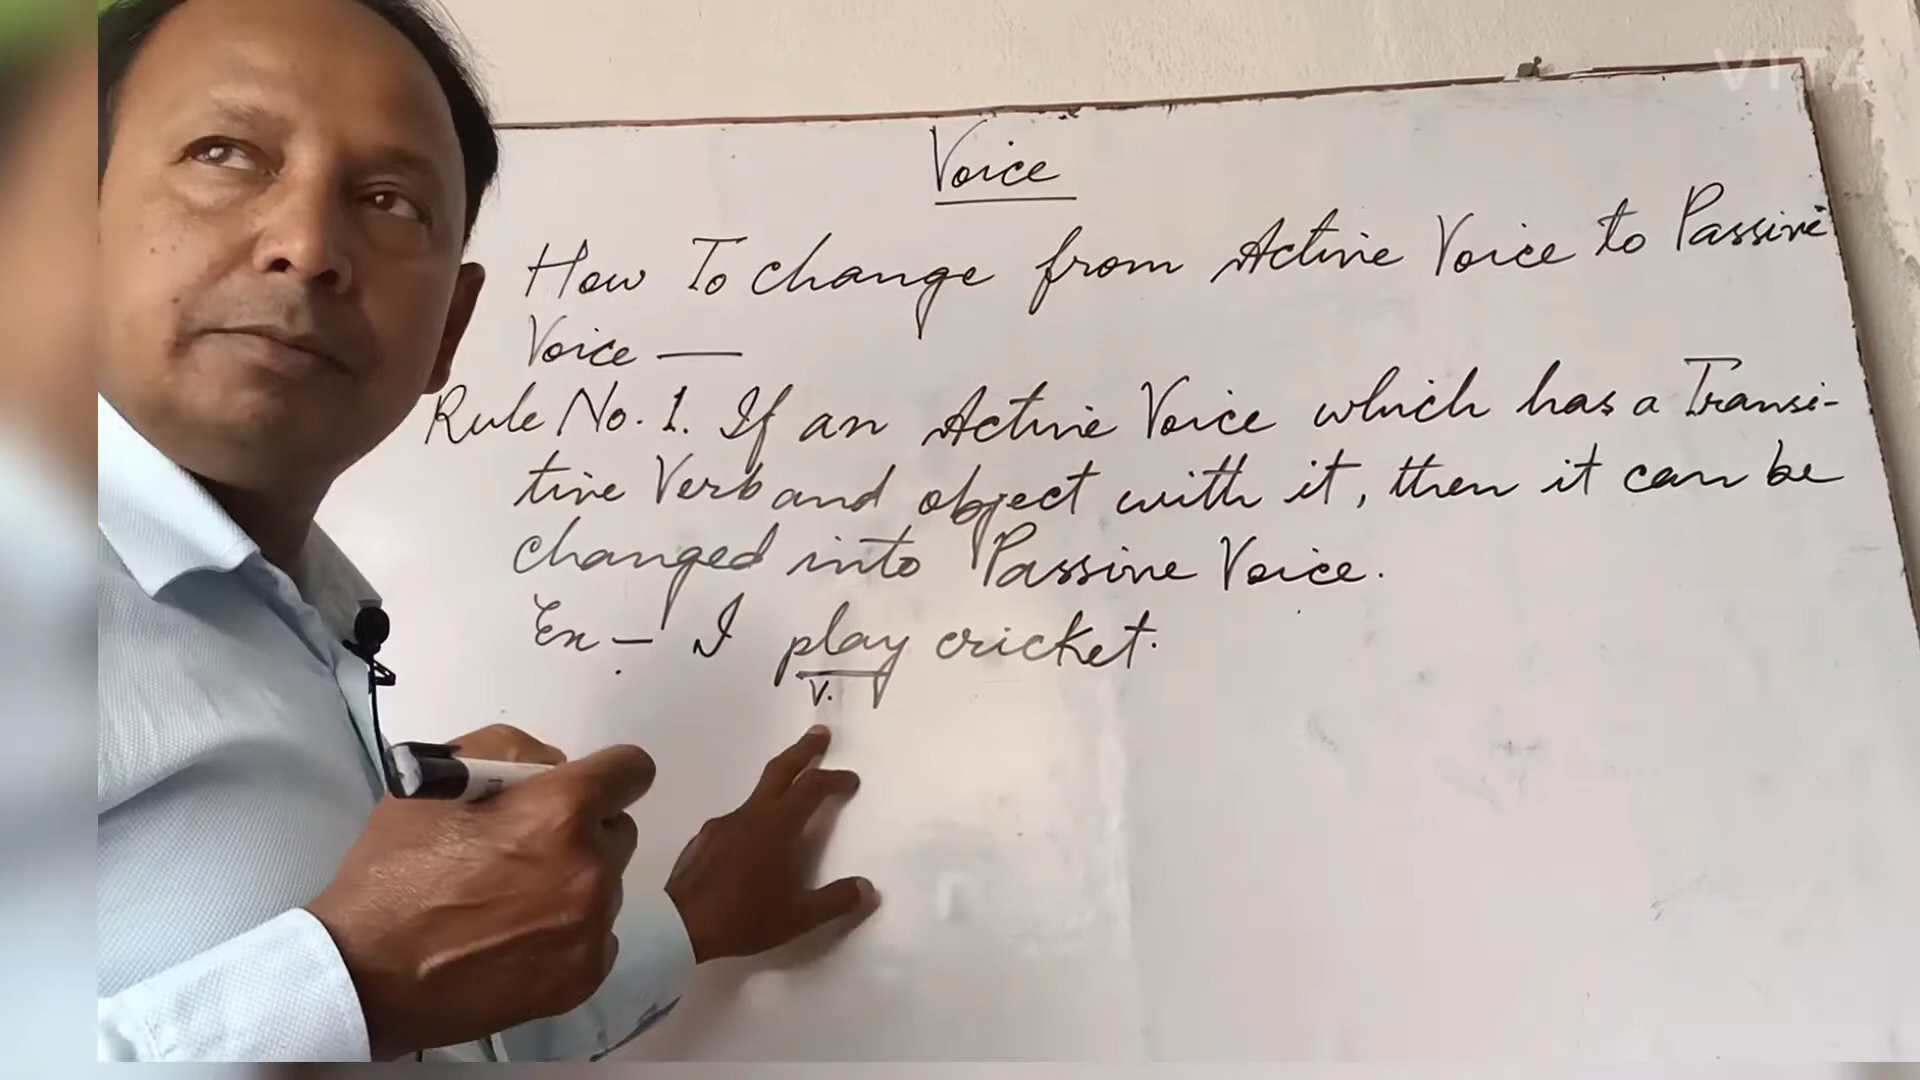 VITA
Voice
How To change from Active Voice to Passive
Voice —
Rule No. 1. If an Active Voice which has a Transi-
tive Verb and object with it, then it can be
changed into Passive Voice.
Ex- I play cricket.
V.